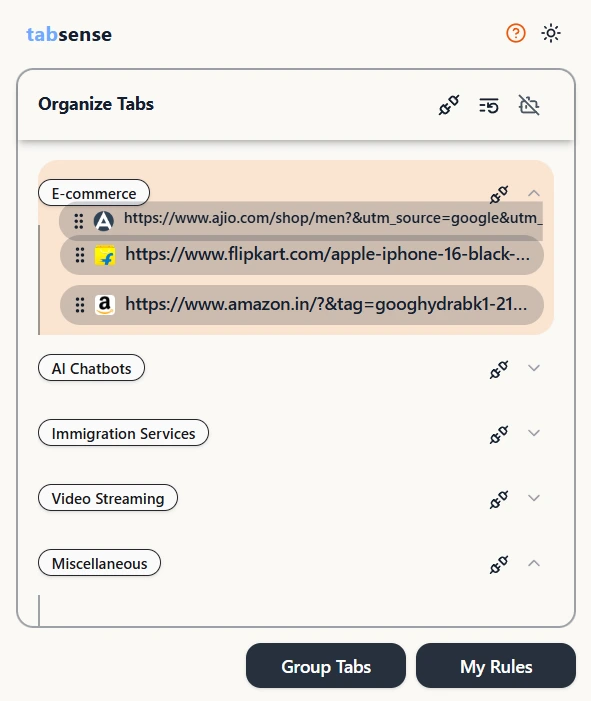 tabsense
Organize Tabs
E-commerce
https://www.ajio.com/shop/men?&utm_source=google&utm_
https://www.flipkart.com/apple-iphone-16-black-...
https://www.amazon.in/?&tag=googhydrabk1-21...
AI Chatbots
Immigration Services
Video Streaming
Miscellaneous
Group Tabs
My Rules